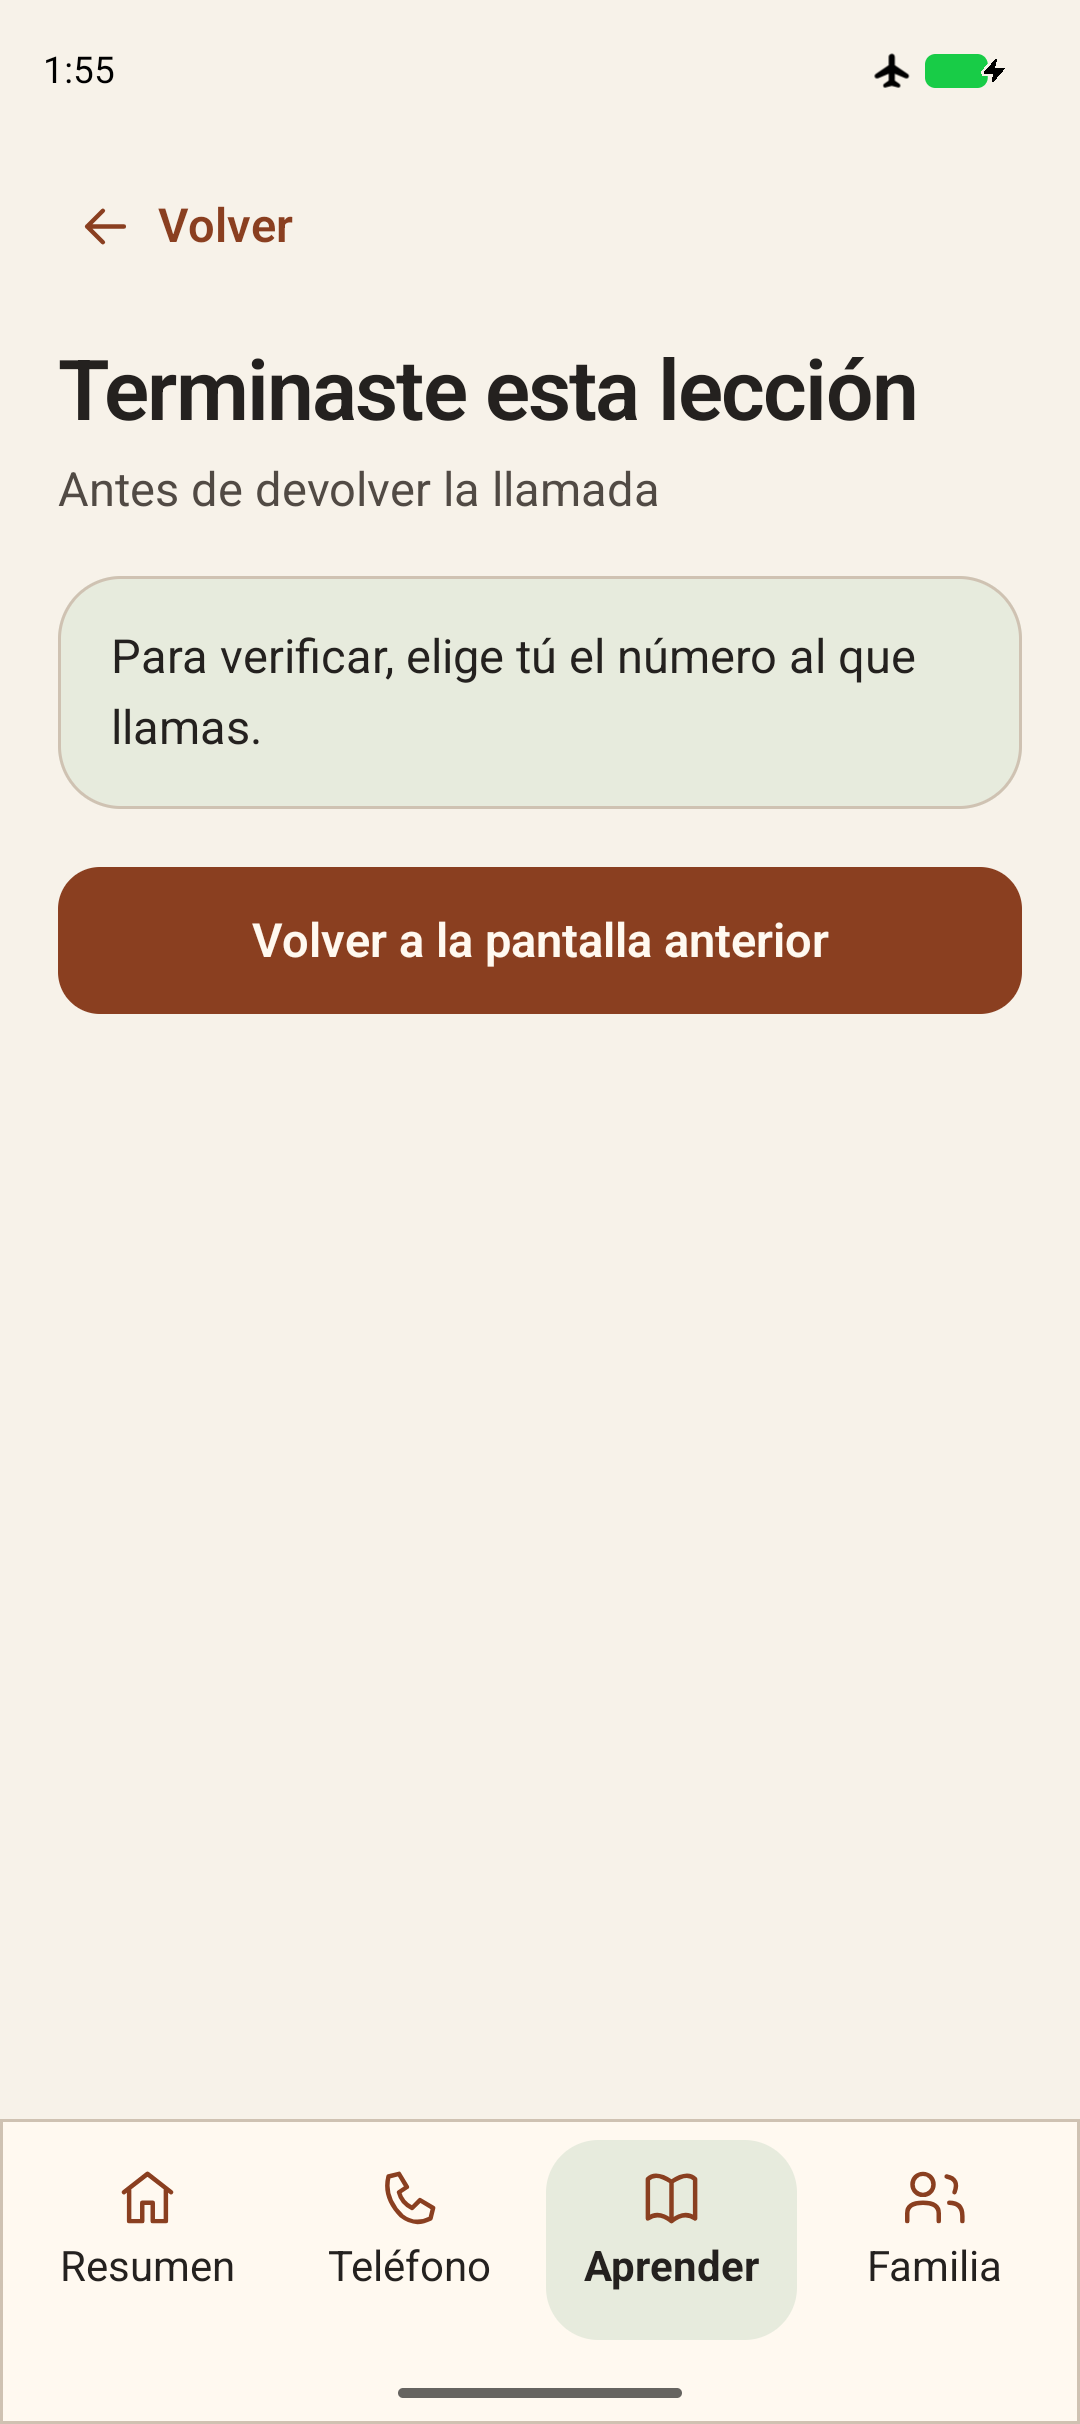 1:55
Volver
Terminaste esta lección
Antes de devolver la llamada
Para verificar, elige tú el número al que
llamas.
Volver a la pantalla anterior
Resumen
Teléfono
Aprender
Familia